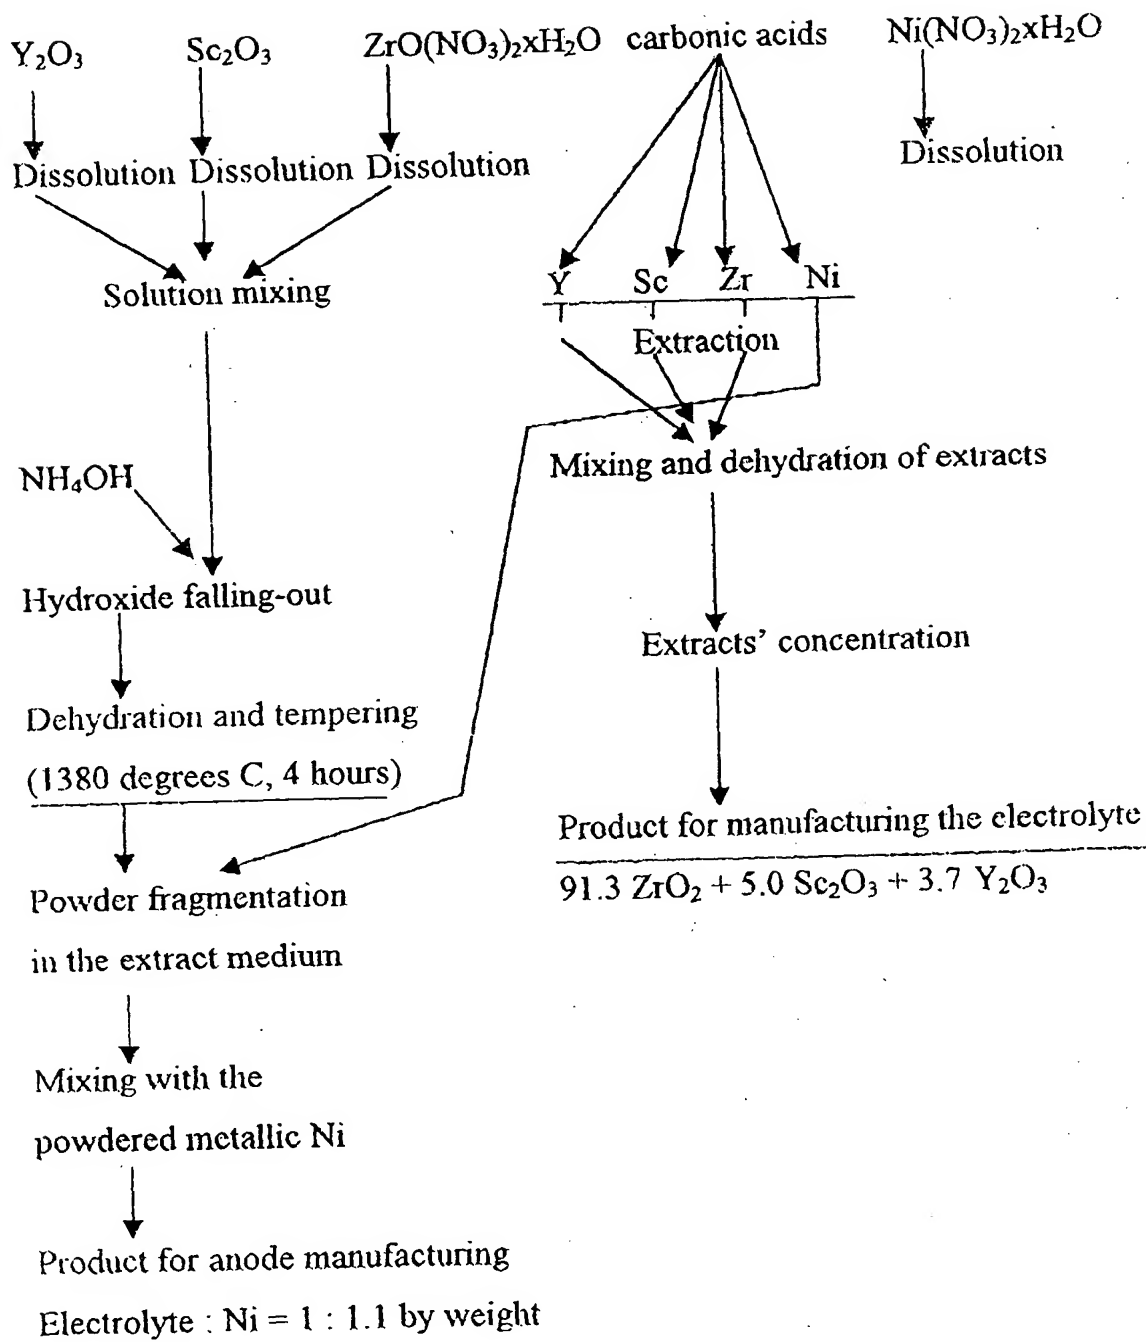 Y₂O₃ Sc₂O₃ ZrO(NO₃)₂xH₂O carbonic acids Ni(NO₃)₂xH₂O
Dissolution Dissolution Dissolution Dissolution
Solution mixing
Y Sc Zr Ni
Extraction
Mixing and dehydration of extracts
NH₄OH
Hydroxide falling-out
Extracts' concentration
Dehydration and tempering
(1380 degrees C, 4 hours)
Product for manufacturing the electrolyte
91.3 ZrO₂ + 5.0 Sc₂O₃ + 3.7 Y₂O₃
Powder fragmentation
in the extract medium
Mixing with the
powdered metallic Ni
Product for anode manufacturing
Electrolyte : Ni = 1 : 1.1 by weight